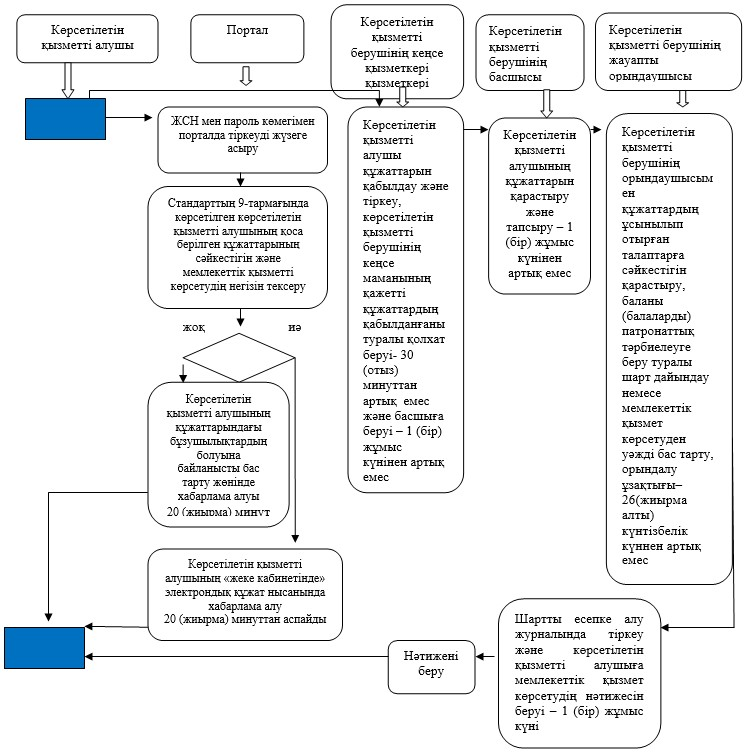 Көрсетілетін
қызметті алушы
Портал
Көрсетілетін
қызметті
берушінің кеңсе
қызметкері
қызметкері
Көрсетілетін
қызметті
берушінің
басшысы
Көрсетілетін
қызметті берушінің
жауапты
орындаушысы
ЖСН мен пароль көмегімен
порталда тіркеуді жүзеге
асыру
Стандарттың 9-тармағында
көрсетілген көрсетілетін
қызметті алушының қоса
берілген құжаттарының
сәйкестігін және
мемлекеттік қызметті
көрсетудің негісін тексеру
жоқ
иә
Көрсетілетін
қызметті алушының
құжаттарындағы
бұзушылықтардың
болуына
байланысты бас
тарту жөнінде
хабарлама алуы
20 (жиырма) минут
Көрсетілетін қызметті
алушының «жеке кабинетінде»
электрондық құжат нысанында
хабарлама алу
20 (жиырма) минуттан аспайды
Көрсетілетін
қызметті
алушы
құжаттарын
қабылдау және
тіркеу,
көрсетілетін
қызметті
берушінің
кеңсе
маманының
қажетті
құжаттардың
қабылданғаны
туралы қолхат
беруі- 30
(отыз)
минуттан
артық емес
және басшыға
беруі – 1 (бір)
жұмыс
күнінен артық
емес
Көрсетілетін
қызметті
алушының
құжаттарын
қарастыру
және
тапсыру – 1
(бір) жұмыс
күнінен
артық емес
Көрсетілетін
қызметті
берушінің
орындаушысым
ен
құжаттардың
ұсынылып
отырған
талаптарға
сәйкестігін
қарастыру,
баланы
(балаларды)
патронаттық
тәрбиелеуге
беру туралы
шарт дайындау
немесе
мемлекеттік
қызмет
көрсетуден
уәжді бас тарту,
орындалу
ұзақтығы–
26(жиырма
алты)
күнтізбелік
күннен артық
емес
Шартты есепке алу
журналында тіркеу
және көрсетілетін
қызметті алушыға
мемлекеттік қызмет
көрсетудің нәтижесін
беруі – 1 (бір) жұмыс
күні
Нәтижені
беру